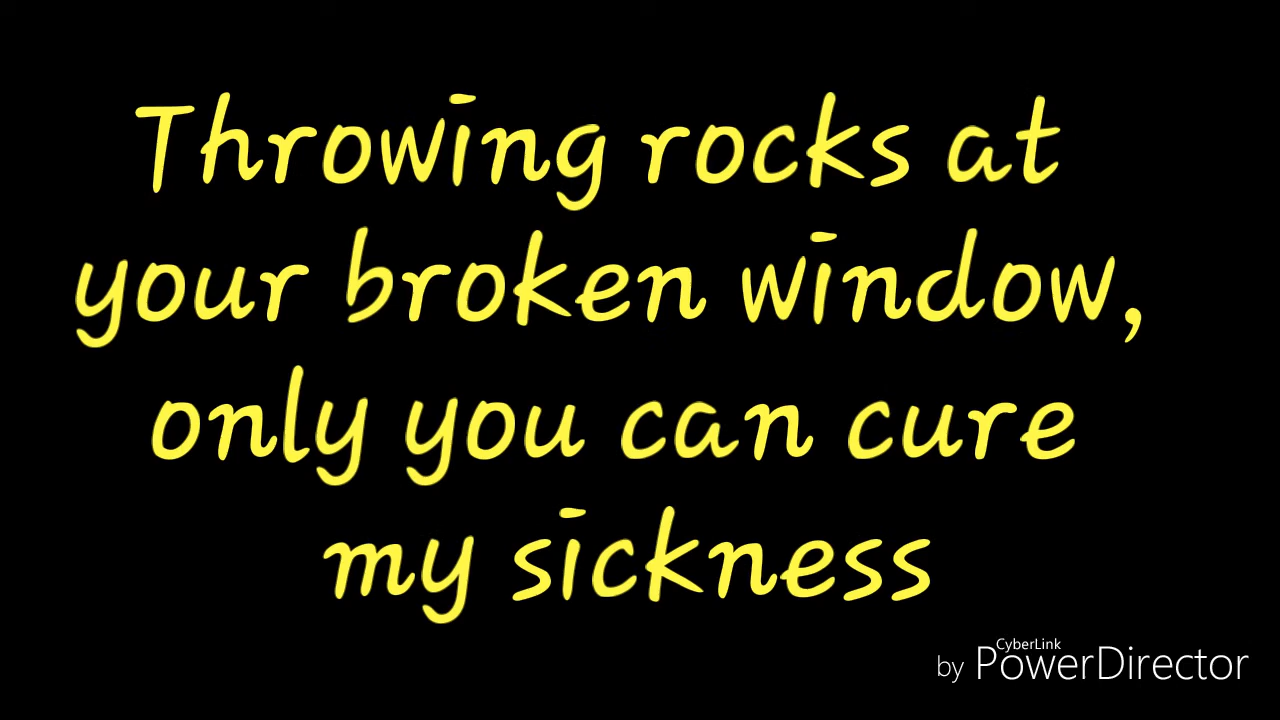 Throwing rocks at
your broken window,
only you can cure
my sickness
CyberLink
by PowerDirector